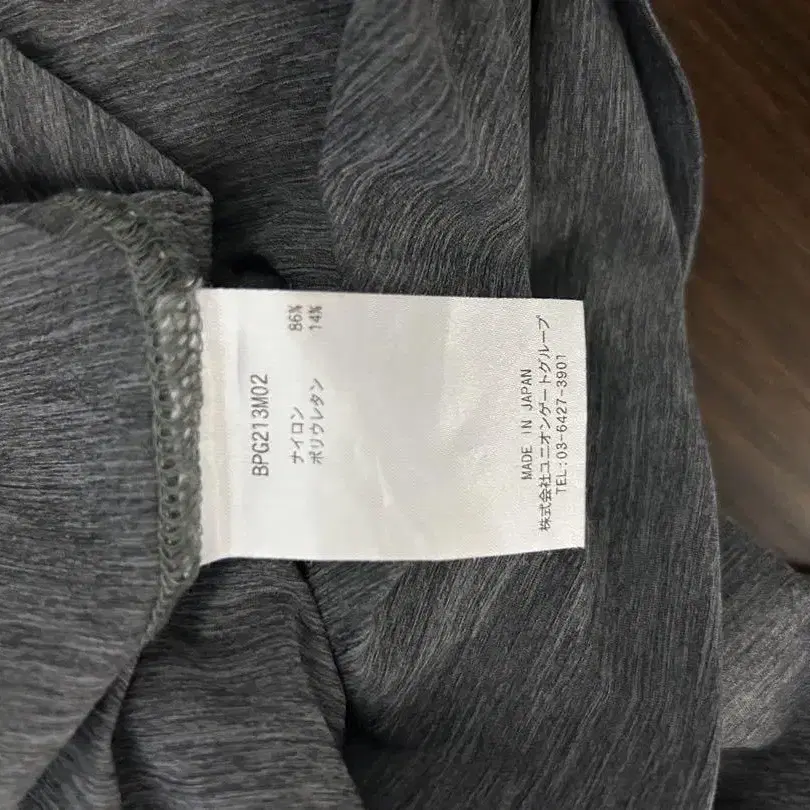 BPG213M02
ナイロン 86%
ポリウレタン 14%
MADE IN JAPAN
株式会社ユニオンゲートグループ
TEL:03-6427-3901